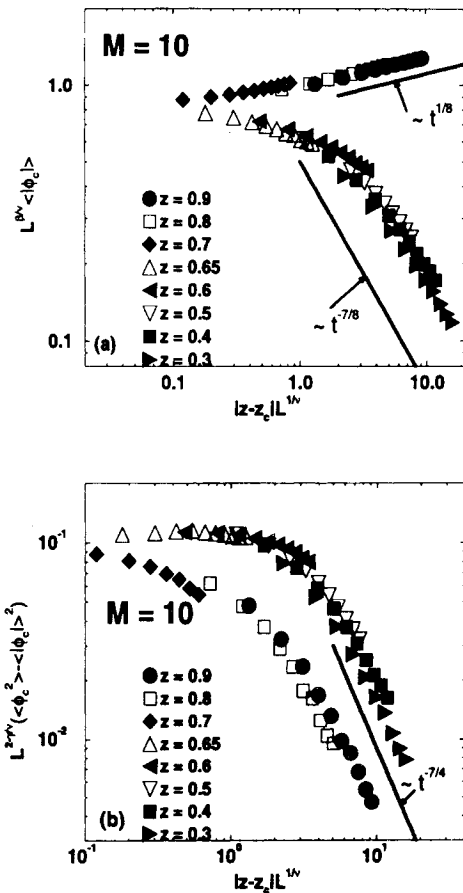 M = 10
1.0
L^β/ν <|ϕ_c|>
~ t^1/8
z = 0.9
z = 0.8
z = 0.7
z = 0.65
z = 0.6
z = 0.5
z = 0.4
z = 0.3
~ t^-7/8
0.1
(a)
0.1
1.0
10.0
|z-z_c|L^1/ν
10^-1
L^2-η/ν (<ϕ_c^2>-<|ϕ_c|>^2)
M = 10
z = 0.9
z = 0.8
z = 0.7
z = 0.65
z = 0.6
z = 0.5
z = 0.4
z = 0.3
10^-2
~ t^-7/4
(b)
10^-1
10^0
10^1
|z-z_c|L^1/ν